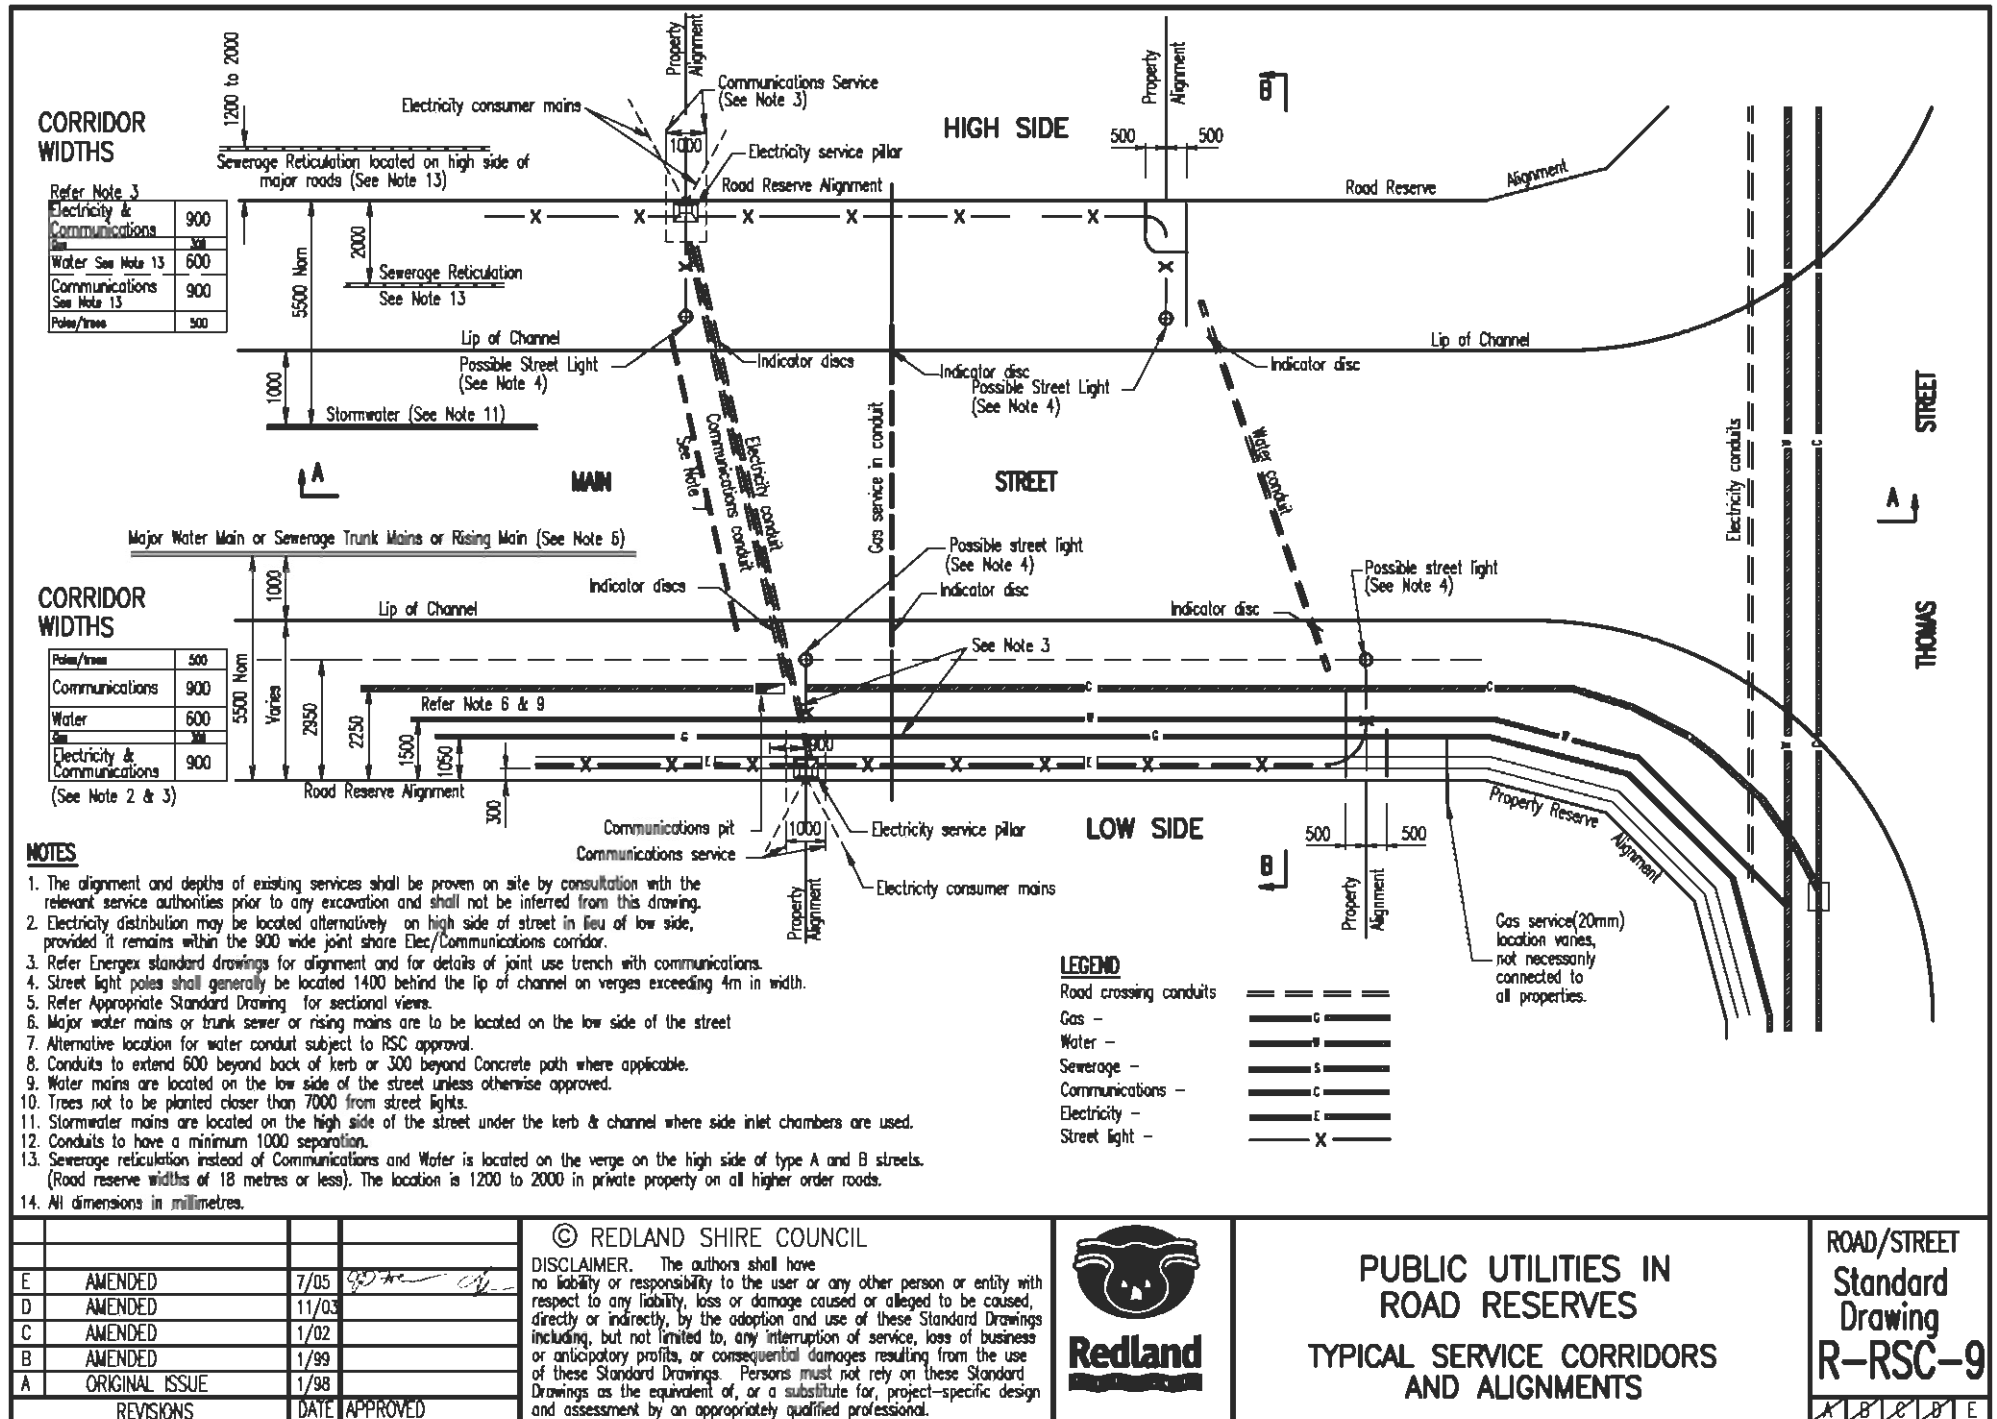 1200 to 2000
CORRIDOR
WIDTHS
Electricity consumer mains
Property
Alignment
Communications Service
(See Note 3)
1000
Electricity service pillar
HIGH SIDE
Property
Alignment
500
500
B
Sewerage Reticulation located on high side of
major roads (See Note 13)
Road Reserve Alignment
Road Reserve
Alignment
Refer Note 3
Electricity &
Communications
900
Gas
300
Water See Note 13
600
Communications
See Note 13
900
Poles/trees
500
5500 Nom
2000
Sewerage Reticulation
See Note 13
Lip of Channel
Lip of Channel
Possible Street Light
(See Note 4)
Indicator discs
Indicator disc
Possible Street Light
(See Note 4)
Indicator disc
1000
Stormwater (See Note 11)
See Note
Communications conduit
Electricity conduit
Gas service in conduit
Water conduit
Electricity conduits
W
C
STREET
THOMAS
A
MAIN
STREET
A
Major Water Main or Sewerage Trunk Mains or Rising Main (See Note 6)
CORRIDOR
WIDTHS
1000
Indicator discs
Lip of Channel
Possible street light
(See Note 4)
Indicator disc
Indicator disc
Possible street light
(See Note 4)
See Note 3
Poles/trees
500
Communications
900
Water
600
Gas
300
Electricity &
Communications
900
(See Note 2 & 3)
5500 Nom
Varies
2950
2250
1500
1050
300
Refer Note 6 & 9
C
C
W
W
G
G
G
900
E
E
W
C
Road Reserve Alignment
Communications pit
Communications service
1000
Electricity service pillar
Electricity consumer mains
Property
Alignment
LOW SIDE
B
500
500
Property
Alignment
Property Reserve
Alignment
Gas service(20mm)
location varies,
not necessarily
connected to
all properties.
NOTES
1. The alignment and depths of existing services shall be proven on site by consultation with the
relevant service authorities prior to any excavation and shall not be inferred from this drawing.
2. Electricity distribution may be located alternatively on high side of street in lieu of low side,
provided it remains within the 900 wide joint share Elec/Communications corridor.
3. Refer Energex standard drawings for alignment and for details of joint use trench with communications.
4. Street light poles shall generally be located 1400 behind the lip of channel on verges exceeding 4m in width.
5. Refer Appropriate Standard Drawing for sectional views.
6. Major water mains or trunk sewer or rising mains are to be located on the low side of the street
7. Alternative location for water conduit subject to RSC approval.
8. Conduits to extend 600 beyond back of kerb or 300 beyond Concrete path where applicable.
9. Water mains are located on the low side of the street unless otherwise approved.
10. Trees not to be planted closer than 7000 from street lights.
11. Stormwater mains are located on the high side of the street under the kerb & channel where side inlet chambers are used.
12. Conduits to have a minimum 1000 separation.
13. Sewerage reticulation instead of Communications and Water is located on the verge on the high side of type A and B streets.
(Road reserve widths of 18 metres or less). The location is 1200 to 2000 in private property on all higher order roads.
14. All dimensions in millimetres.
LEGEND
Road crossing conduits
Gas – G
Water – W
Sewerage – S
Communications – C
Electricity – E
Street light – X
E AMENDED 7/05
D AMENDED 11/03
C AMENDED 1/02
B AMENDED 1/99
A ORIGINAL ISSUE 1/98
REVISIONS DATE APPROVED
© REDLAND SHIRE COUNCIL
DISCLAIMER. The authors shall have
no liability or responsibility to the user or any other person or entity with
respect to any liability, loss or damage caused or alleged to be caused,
directly or indirectly, by the adoption and use of these Standard Drawings
including, but not limited to, any interruption of service, loss of business
or anticipatory profits, or consequential damages resulting from the use
of these Standard Drawings. Persons must not rely on these Standard
Drawings as the equivalent of, or a substitute for, project–specific design
and assessment by an appropriately qualified professional.
Redland
PUBLIC UTILITIES IN
ROAD RESERVES
TYPICAL SERVICE CORRIDORS
AND ALIGNMENTS
ROAD/STREET
Standard
Drawing
R–RSC–9
A B C D E